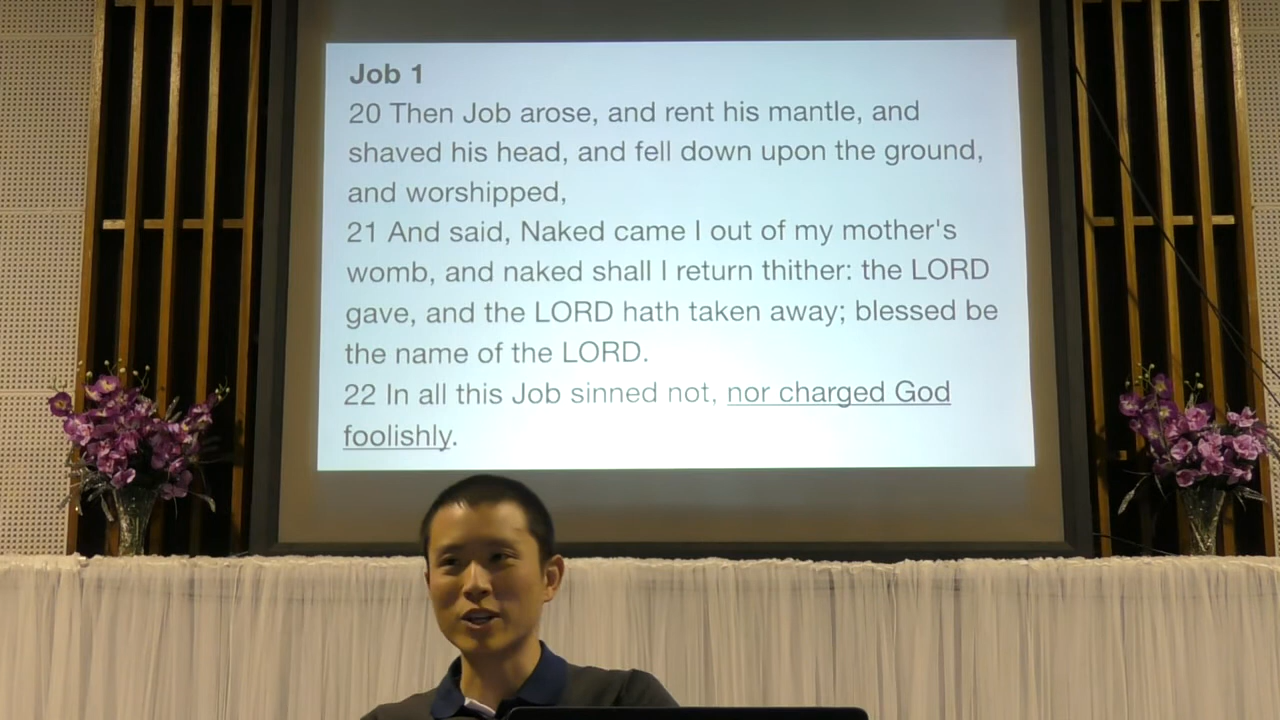 Job 1
20 Then Job arose, and rent his mantle, and
shaved his head, and fell down upon the ground,
and worshipped,
21 And said, Naked came I out of my mother's
womb, and naked shall I return thither: the LORD
gave, and the LORD hath taken away; blessed be
the name of the LORD.
22 In all this Job sinned not, nor charged God
foolishly.